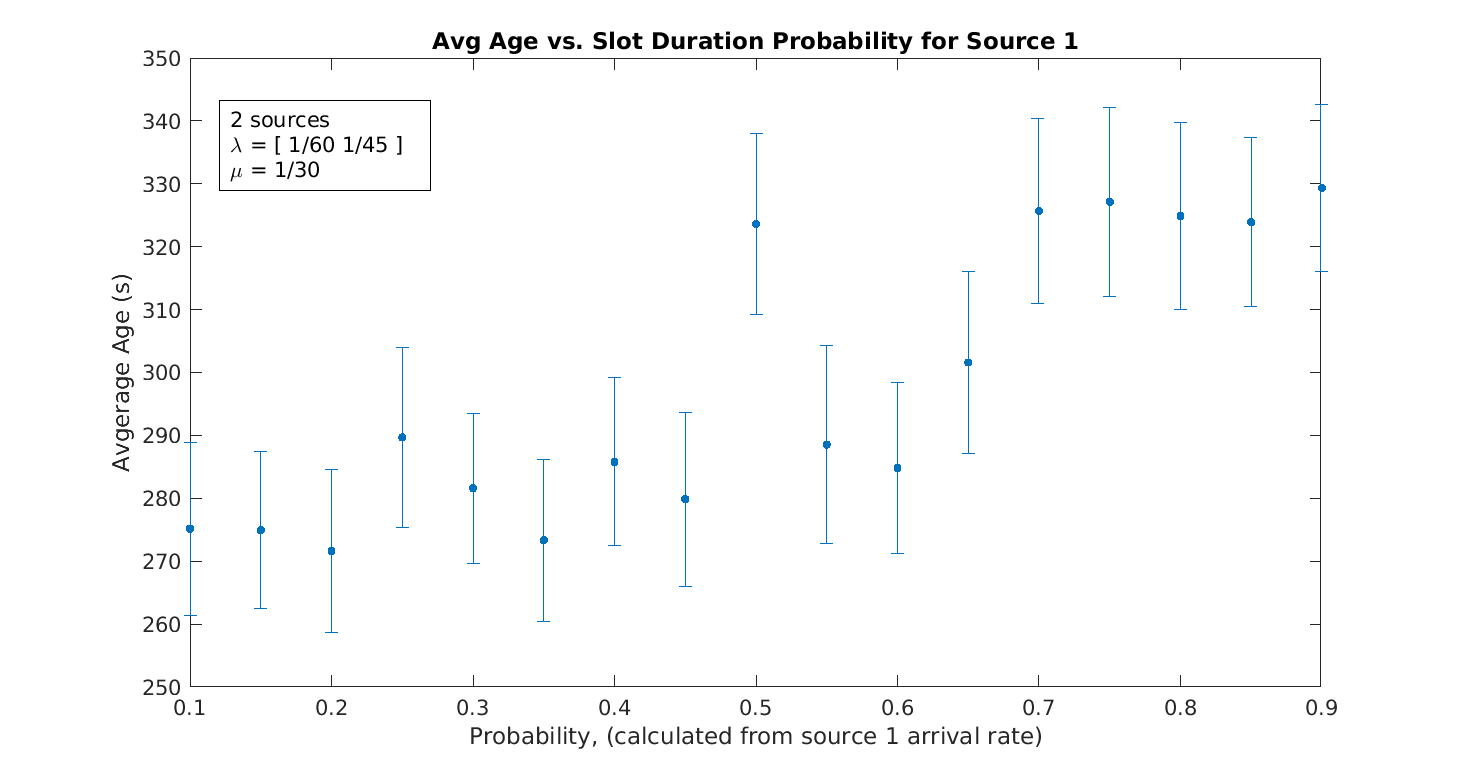 Avg Age vs. Slot Duration Probability for Source 1
350
340
330
320
310
300
290
280
270
260
250
2 sources
λ = [ 1/60 1/45 ]
μ = 1/30
Avgerage Age (s)
0.1 0.2 0.3 0.4 0.5 0.6 0.7 0.8 0.9
Probability, (calculated from source 1 arrival rate)